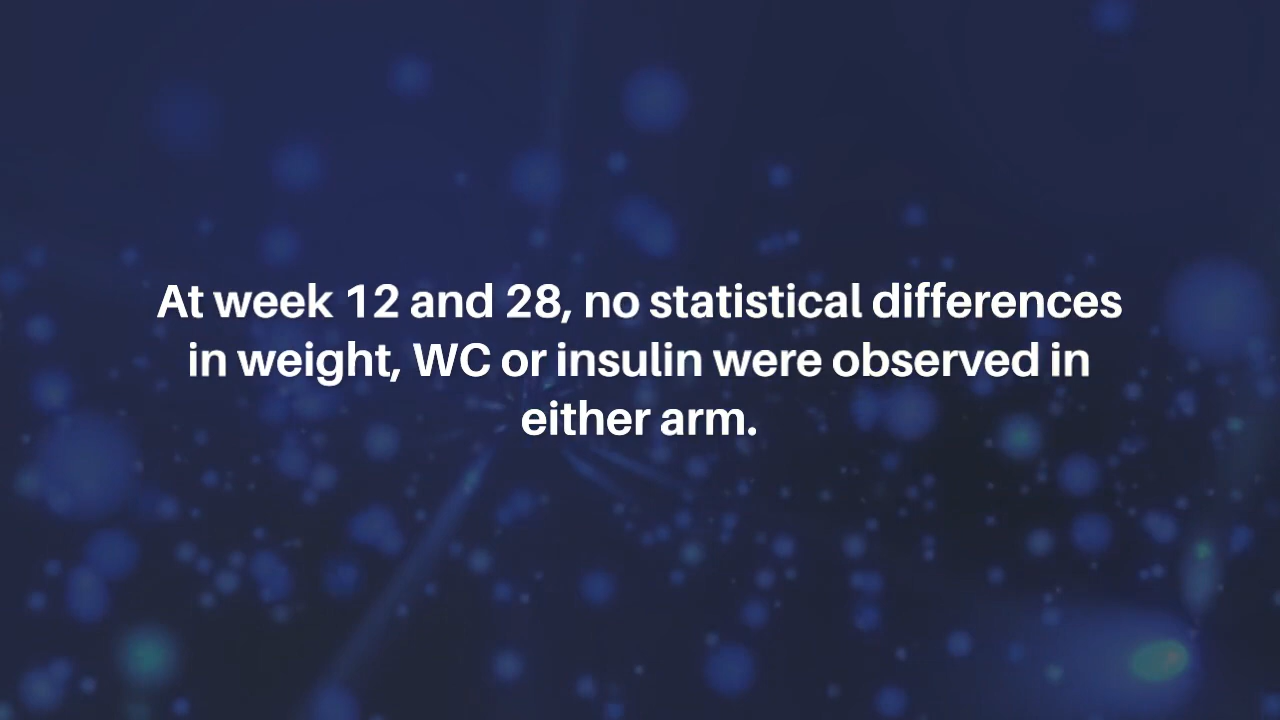 At week 12 and 28, no statistical differences
in weight, WC or insulin were observed in
either arm.